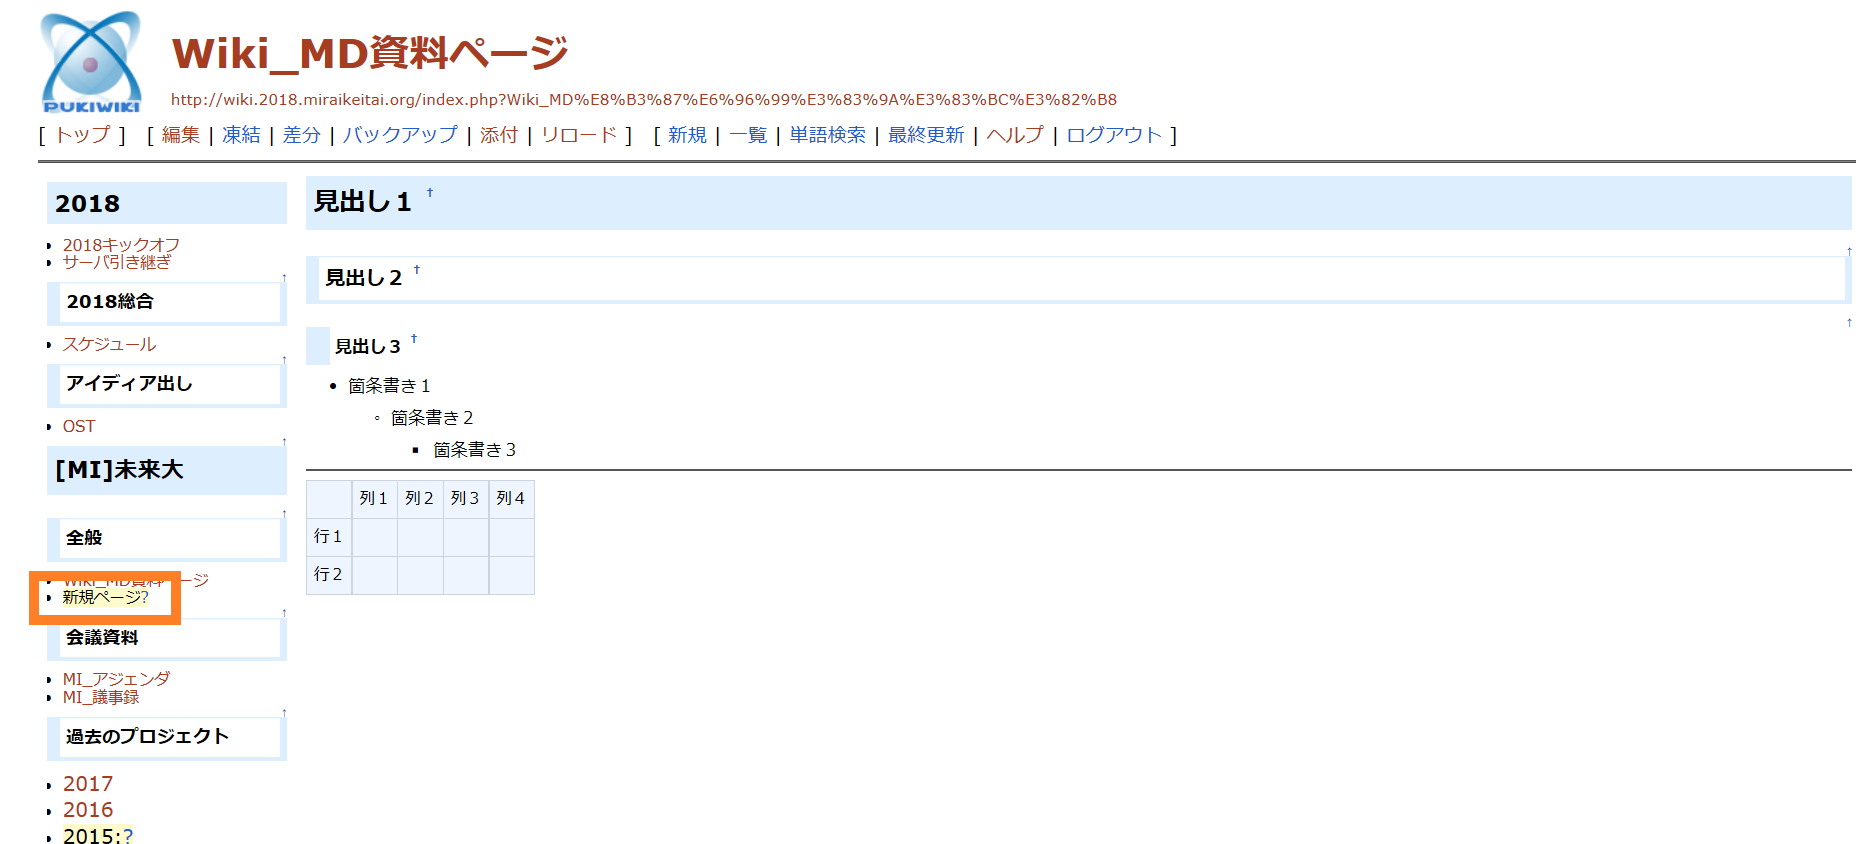 PUKIWIKI
Wiki_MD資料ページ
http://wiki.2018.miraikeitai.org/index.php?Wiki_MD%E8%B3%87%E6%96%99%E3%83%9A%E3%83%BC%E3%82%B8
[ トップ ] [ 編集 | 凍結 | 差分 | バックアップ | 添付 | リロード ] [ 新規 | 一覧 | 単語検索 | 最終更新 | ヘルプ | ログアウト ]
2018
2018キックオフ
サーバ引き継ぎ
↑
2018総合
スケジュール
↑
アイディア出し
OST
↑
[MI]未来大
↑
全般
Wiki_MD資料ページ
新規ページ?
↑
会議資料
MI_アジェンダ
MI_議事録
↑
過去のプロジェクト
2017
2016
2015:?
見出し1 †
↑
見出し2 †
↑
見出し3 †
箇条書き1
箇条書き2
箇条書き3
列1 列2 列3 列4
行1
行2